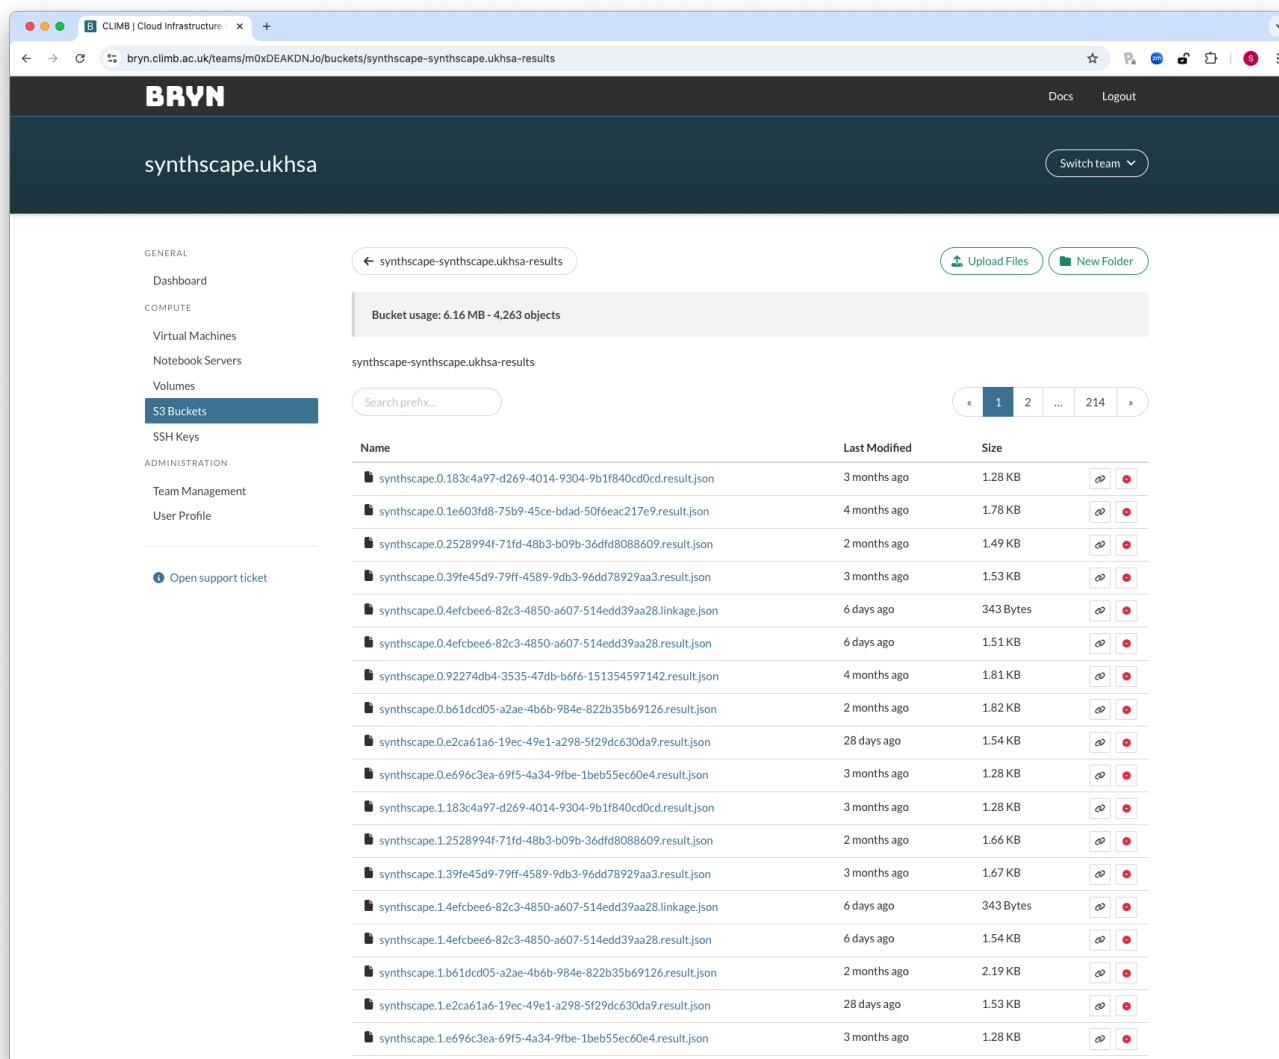 CLIMB | Cloud Infrastructure
bryn.climb.ac.uk/teams/m0xDEAKDNJo/buckets/synthscape-synthscape.ukhsa-results
BRYN
Docs
Logout
synthscape.ukhsa
Switch team
GENERAL
Dashboard
COMPUTE
Virtual Machines
Notebook Servers
Volumes
S3 Buckets
SSH Keys
ADMINISTRATION
Team Management
User Profile
Open support ticket
synthscape-synthscape.ukhsa-results
Upload Files
New Folder
Bucket usage: 6.16 MB - 4,263 objects
synthscape-synthscape.ukhsa-results
Search prefix...
« 1 2 ... 214 »
Name Last Modified Size
synthscape.0.183c4a97-d269-4014-9304-9b1f840cd0cd.result.json 3 months ago 1.28 KB
synthscape.0.1e603fd8-75b9-45ce-bdad-50f6eac217e9.result.json 4 months ago 1.78 KB
synthscape.0.2528994f-71fd-48b3-b09b-36dfd8088609.result.json 2 months ago 1.49 KB
synthscape.0.39fe45d9-79ff-4589-9db3-96dd78929aa3.result.json 3 months ago 1.53 KB
synthscape.0.4efcbee6-82c3-4850-a607-514edd39aa28.linkage.json 6 days ago 343 Bytes
synthscape.0.4efcbee6-82c3-4850-a607-514edd39aa28.result.json 6 days ago 1.51 KB
synthscape.0.92274db4-3535-47db-b6f6-151354597142.result.json 4 months ago 1.81 KB
synthscape.0.b61dcd05-a2ae-4b6b-984e-822b35b69126.result.json 2 months ago 1.82 KB
synthscape.0.e2ca61a6-19ec-49e1-a298-5f29dc630da9.result.json 28 days ago 1.54 KB
synthscape.0.e696c3ea-69f5-4a34-9fbe-1beb55ec60e4.result.json 3 months ago 1.28 KB
synthscape.1.183c4a97-d269-4014-9304-9b1f840cd0cd.result.json 3 months ago 1.28 KB
synthscape.1.2528994f-71fd-48b3-b09b-36dfd8088609.result.json 2 months ago 1.66 KB
synthscape.1.39fe45d9-79ff-4589-9db3-96dd78929aa3.result.json 3 months ago 1.67 KB
synthscape.1.4efcbee6-82c3-4850-a607-514edd39aa28.linkage.json 6 days ago 343 Bytes
synthscape.1.4efcbee6-82c3-4850-a607-514edd39aa28.result.json 6 days ago 1.54 KB
synthscape.1.b61dcd05-a2ae-4b6b-984e-822b35b69126.result.json 2 months ago 2.19 KB
synthscape.1.e2ca61a6-19ec-49e1-a298-5f29dc630da9.result.json 28 days ago 1.53 KB
synthscape.1.e696c3ea-69f5-4a34-9fbe-1beb55ec60e4.result.json 3 months ago 1.28 KB